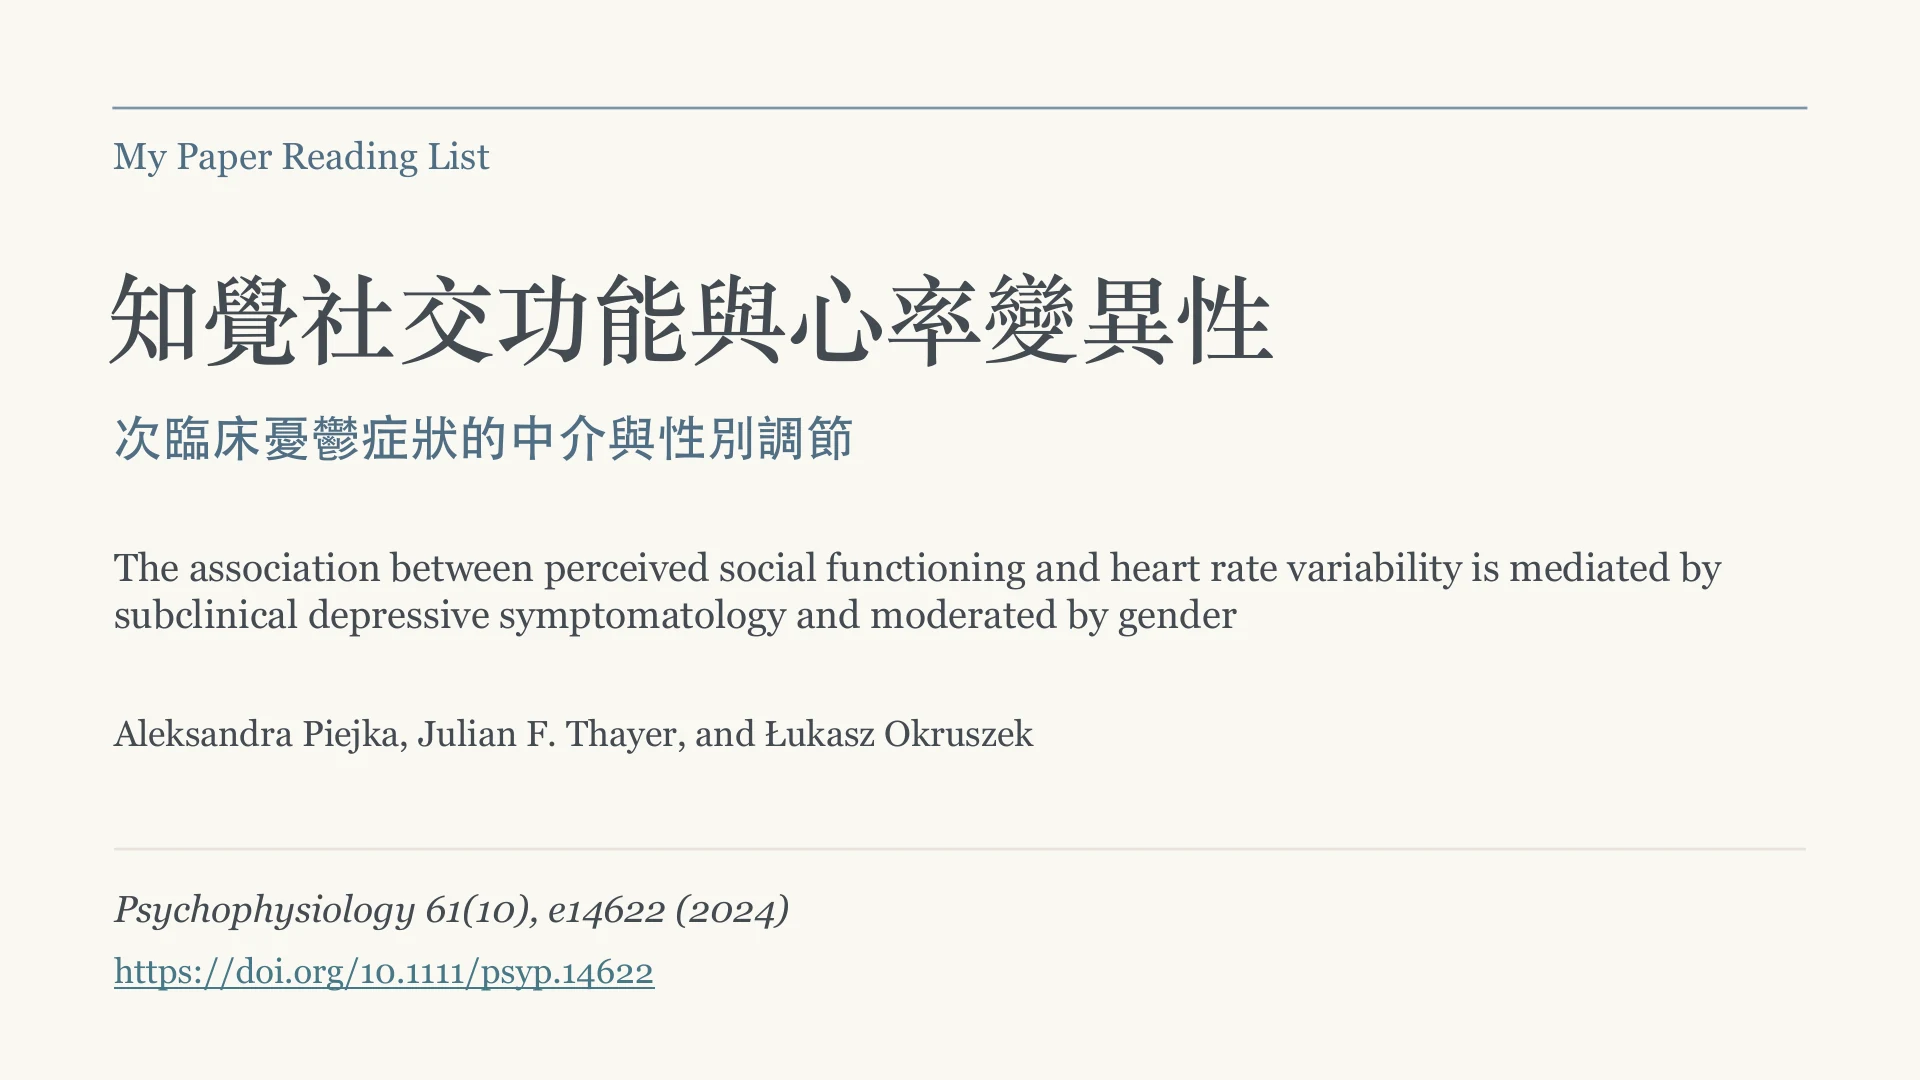 My Paper Reading List
知覺社交功能與心率變異性
次臨床憂鬱症狀的中介與性別調節
The association between perceived social functioning and heart rate variability is mediated by
subclinical depressive symptomatology and moderated by gender
Aleksandra Piejka, Julian F. Thayer, and Łukasz Okruszek
Psychophysiology 61(10), e14622 (2024)
https://doi.org/10.1111/psyp.14622